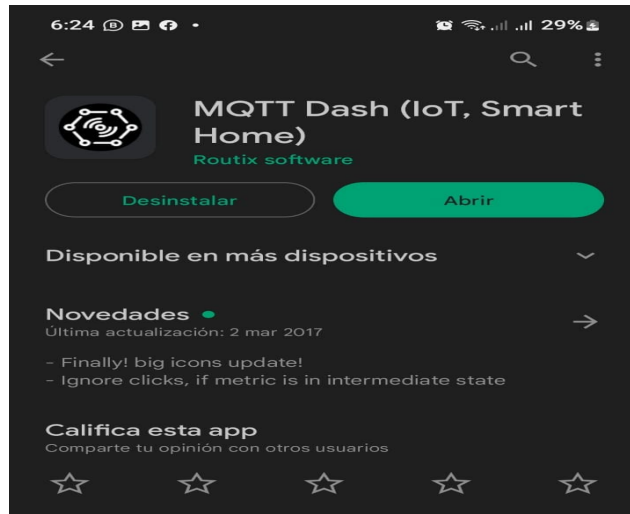 6:24
29%
MQTT Dash (IoT, Smart
Home)
Routix software
Desinstalar
Abrir
Disponible en más dispositivos
Novedades
Última actualización: 2 mar 2017
- Finally! big icons update!
- Ignore clicks, if metric is in intermediate state
Califica esta app
Comparte tu opinión con otros usuarios